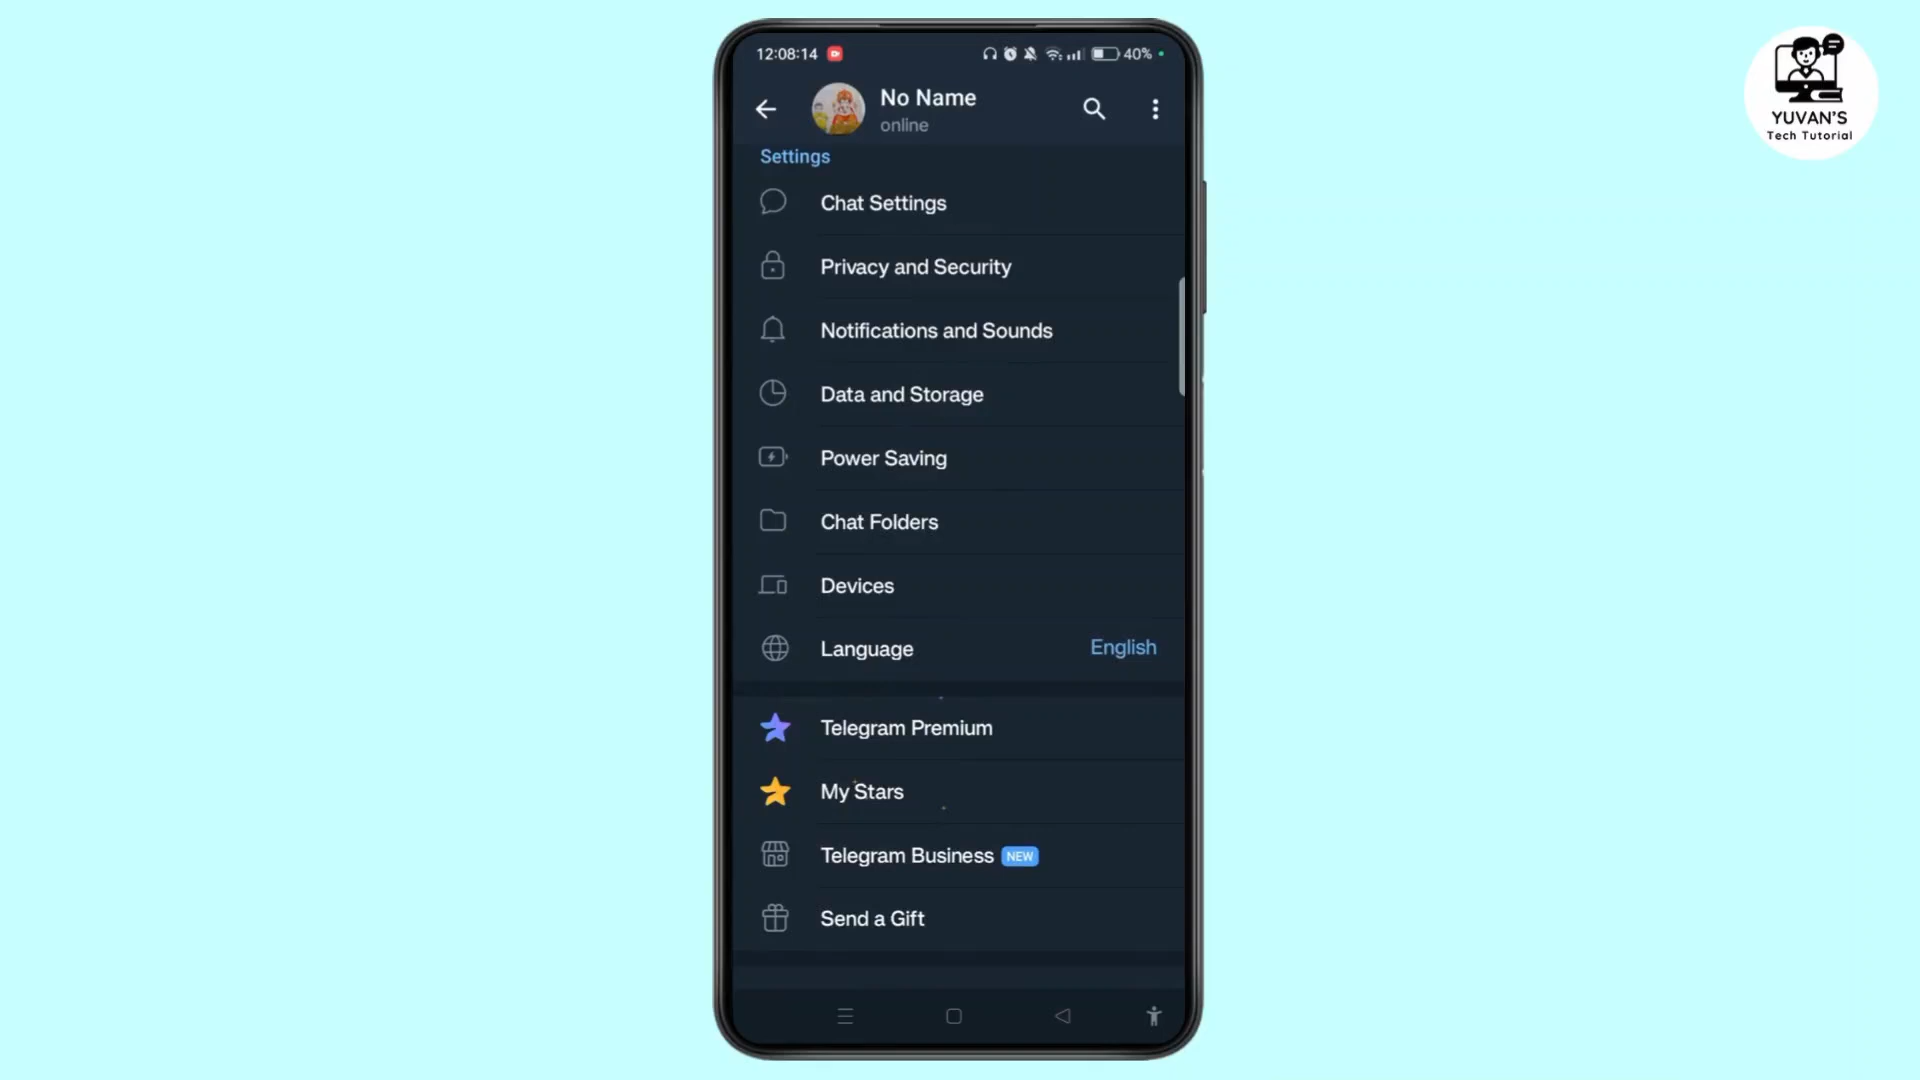 12:08:14
40%
No Name
online
Settings
Chat Settings
Privacy and Security
Notifications and Sounds
Data and Storage
Power Saving
Chat Folders
Devices
Language English
Telegram Premium
My Stars
Telegram Business NEW
Send a Gift
YUVAN'S
Tech Tutorial